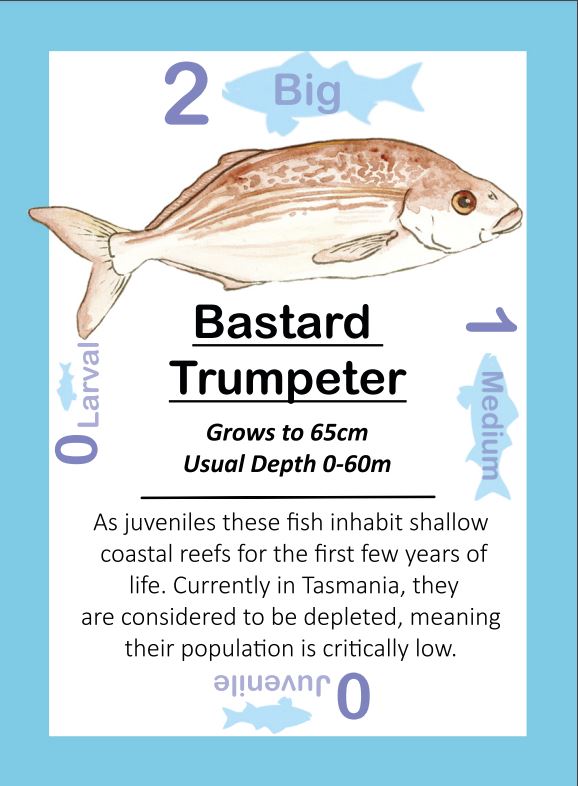 2 Big
Bastard
Trumpeter
1 Medium
0 Larval
Grows to 65cm
Usual Depth 0-60m
As juveniles these fish inhabit shallow
coastal reefs for the first few years of
life. Currently in Tasmania, they
are considered to be depleted, meaning
their population is critically low.
0 Juvenile